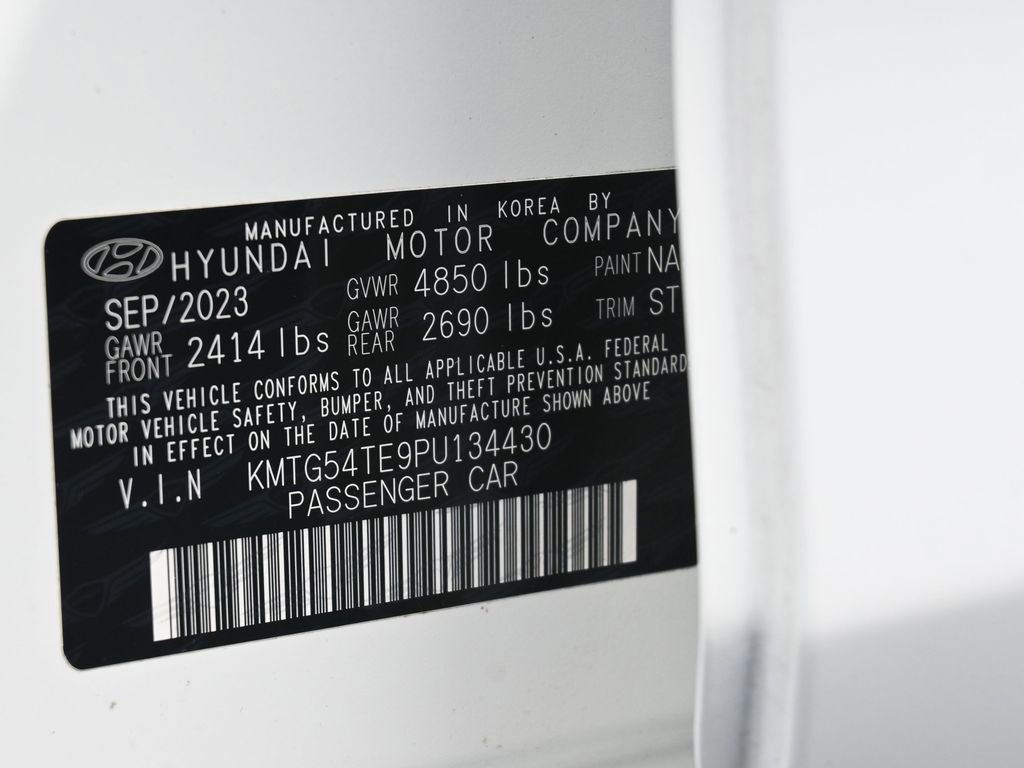 MANUFACTURED IN KOREA BY
HYUNDAI MOTOR COMPANY
SEP/2023 GVWR 4850 lbs PAINT NA
GAWR FRONT 2414 lbs GAWR REAR 2690 lbs TRIM ST
THIS VEHICLE CONFORMS TO ALL APPLICABLE U.S.A. FEDERAL
MOTOR VEHICLE SAFETY, BUMPER, AND THEFT PREVENTION STANDARD
IN EFFECT ON THE DATE OF MANUFACTURE SHOWN ABOVE
V.I.N KMTG54TE9PU134430
PASSENGER CAR